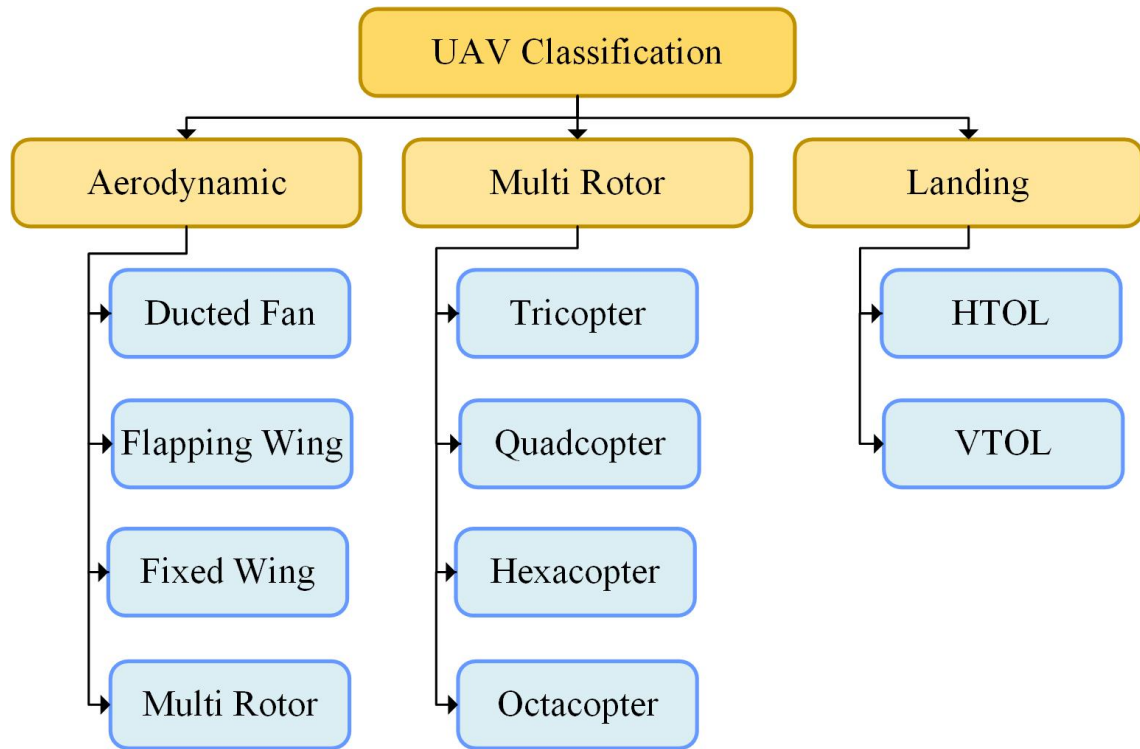 UAV Classification
Aerodynamic
Multi Rotor
Landing
Ducted Fan
Flapping Wing
Fixed Wing
Multi Rotor
Tricopter
Quadcopter
Hexacopter
Octacopter
HTOL
VTOL